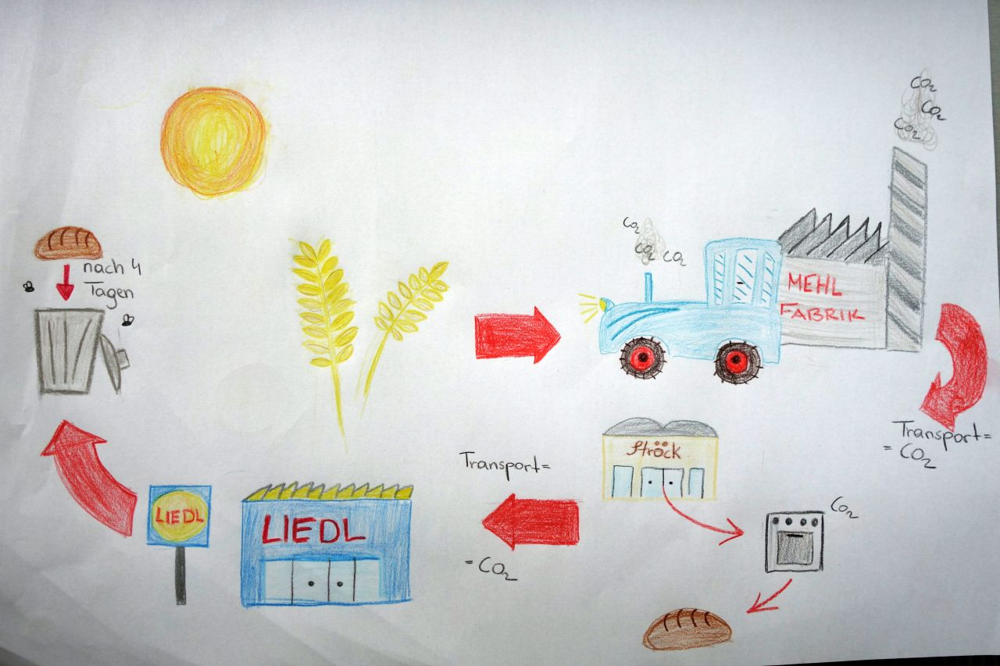 CO₂
CO₂
CO₂
CO₂
CO₂
CO₂
MEHL
FABRIK
nach 4
Tagen
Transport=
= CO₂
Ströck
Transport=
= CO₂
CO₂
LIEDL
LIEDL